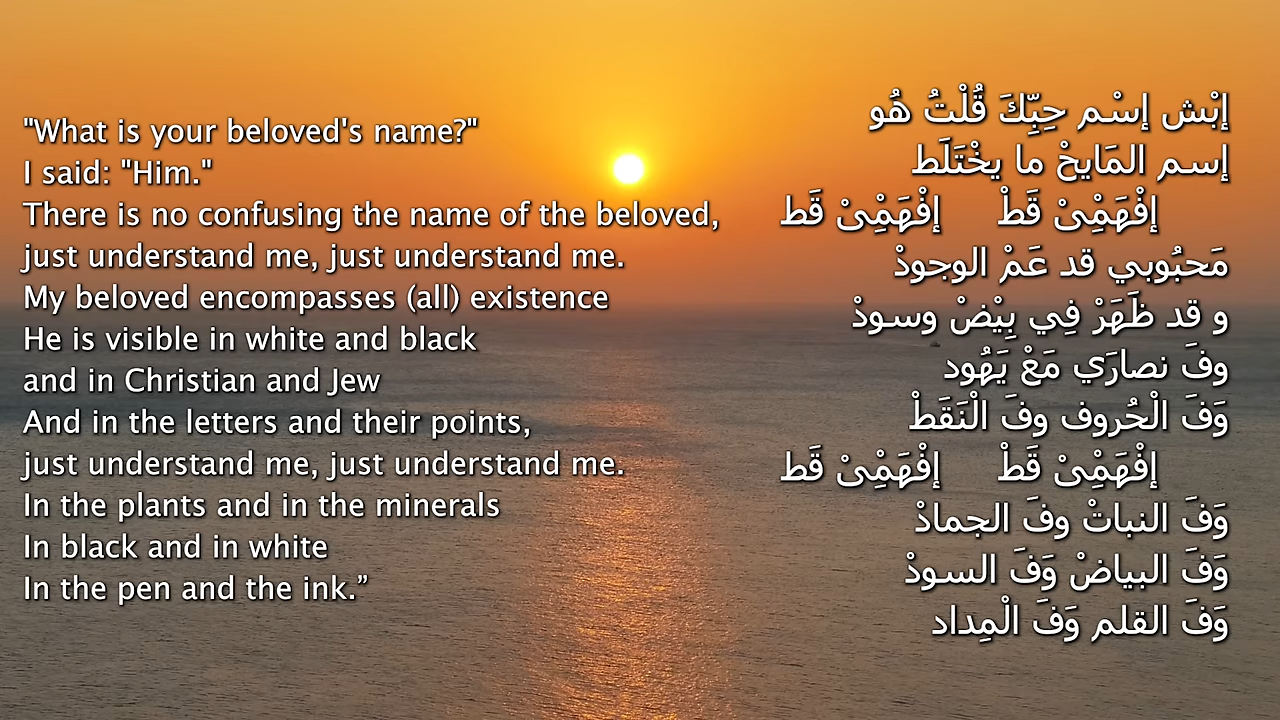 "What is your beloved's name?"
I said: "Him."
There is no confusing the name of the beloved,
just understand me, just understand me.
My beloved encompasses (all) existence
He is visible in white and black
and in Christian and Jew
And in the letters and their points,
just understand me, just understand me.
In the plants and in the minerals
In black and in white
In the pen and the ink.”
إبْش إسْم حِبِّكَ قُلْتُ هُو
إسم المَايحْ ما يخْتَلَط
إفْهَمِْىْ قَطْ إفْهَمِْىْ قَط
مَحبُوبي قد عَمْ الوجودْ
و قد ظَهَرْ فِي بِيْضْ وسودْ
وفَ نصارَي مَعْ يَهُود
وَفَ الْحُروف وفَ الْنَقَطْ
إفْهَمِْىْ قَطْ إفْهَمِْىْ قَط
وَفَ النباتْ وفَ الجمادْ
وَفَ البياضْ وَفَ السودْ
وَفَ القلم وَفَ الْمِداد